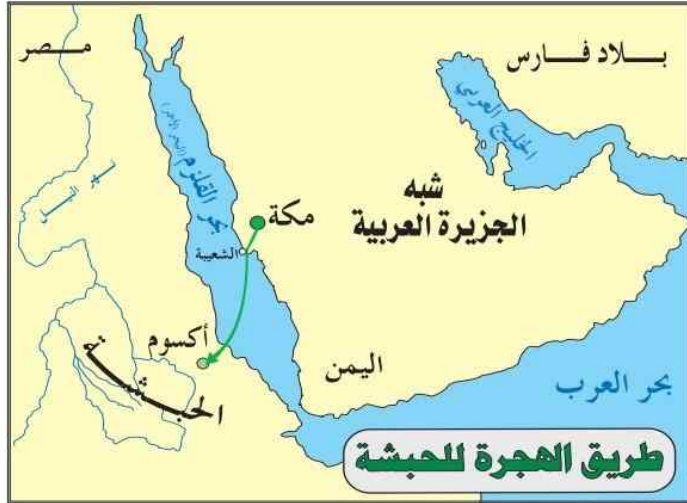 مصر
بلاد فارس
الخليج العربي
بحر القلزم
(البحر الأحمر)
نهر النيل
شبه
الجزيرة العربية
مكة
الشعيبة
أكسوم
الحبشة
اليمن
بحر العرب
طريق الهجرة للحبشة